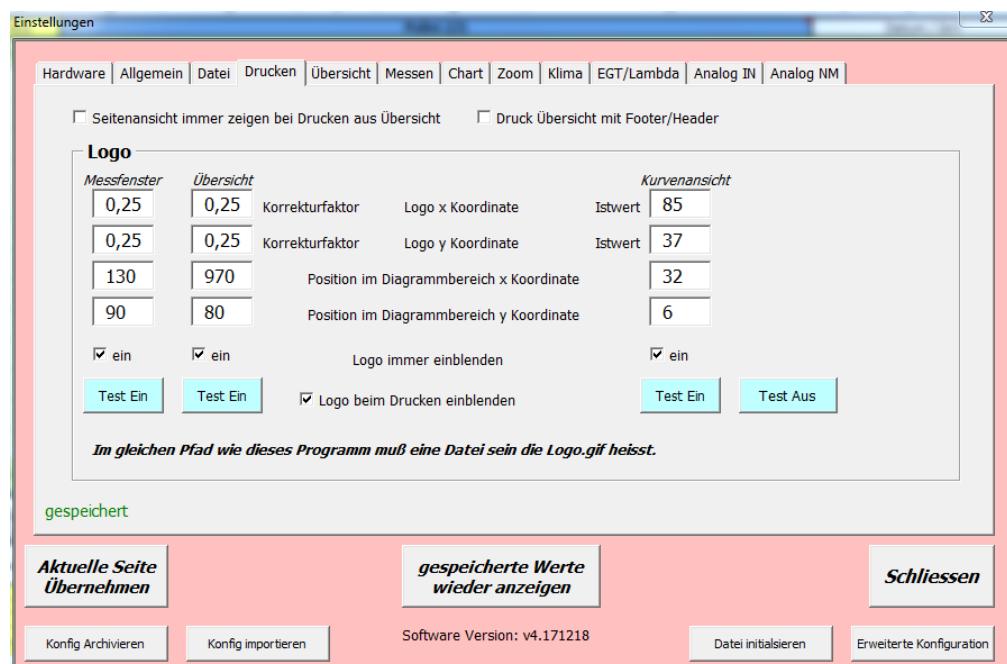 Einstellungen
Hardware Allgemein Datei Drucken Übersicht Messen Chart Zoom Klima EGT/Lambda Analog IN Analog NM
Seitenansicht immer zeigen bei Drucken aus Übersicht Druck Übersicht mit Footer/Header
Logo
Messfenster Übersicht Kurvenansicht
0,25 0,25 Korrekturfaktor Logo x Koordinate Istwert 85
0,25 0,25 Korrekturfaktor Logo y Koordinate Istwert 37
130 970 Position im Diagrammbereich x Koordinate 32
90 80 Position im Diagrammbereich y Koordinate 6
ein ein Logo immer einblenden ein
Test Ein Test Ein Logo beim Drucken einblenden Test Ein Test Aus
Im gleichen Pfad wie dieses Programm muß eine Datei sein die Logo.gif heisst.
gespeichert
Aktuelle Seite
Übernehmen
gespeicherte Werte
wieder anzeigen
Schliessen
Konfig Archivieren Konfig importieren Software Version: v4.171218 Datei initialsieren Erweiterte Konfiguration